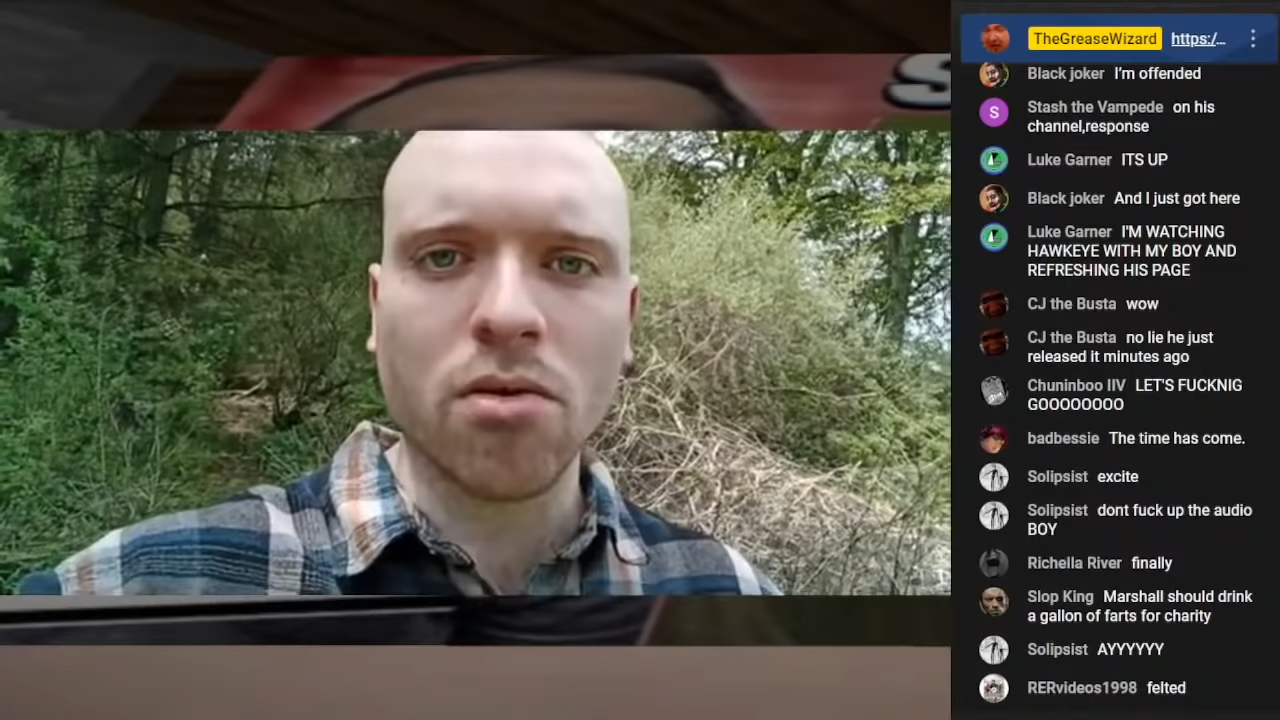 TheGreaseWizard https:/...
Black joker I'm offended
Stash the Vampede on his
channel,response
Luke Garner ITS UP
Black joker And I just got here
Luke Garner I'M WATCHING
HAWKEYE WITH MY BOY AND
REFRESHING HIS PAGE
CJ the Busta wow
CJ the Busta no lie he just
released it minutes ago
Chuninboo IIV LET'S FUCKNIG
GOOOOOOOO
badbessie The time has come.
Solipsist excite
Solipsist dont fuck up the audio
BOY
Richella River finally
Slop King Marshall should drink
a gallon of farts for charity
Solipsist AYYYYYY
RERvideos1998 felted
S
S